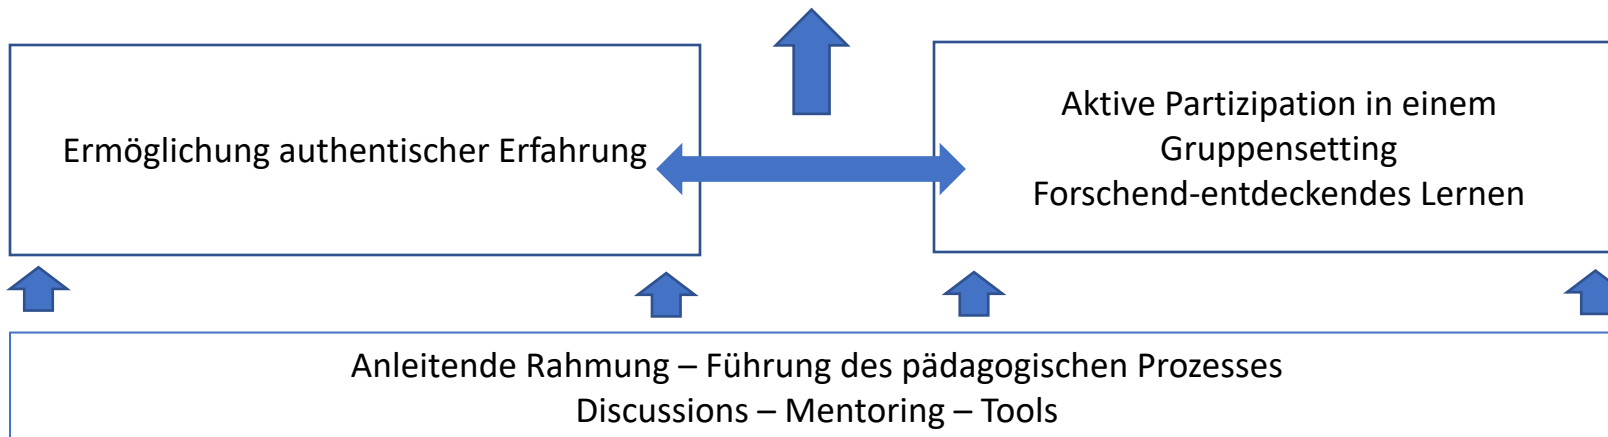 Ermöglichung authentischer Erfahrung
Aktive Partizipation in einem
Gruppensetting
Forschend-entdeckendes Lernen
Anleitende Rahmung – Führung des pädagogischen Prozesses
Discussions – Mentoring – Tools